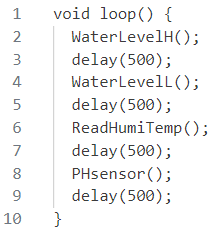 1 void loop() {
2 WaterLevelH();
3 delay(500);
4 WaterLevelL();
5 delay(500);
6 ReadHumiTemp();
7 delay(500);
8 PHsensor();
9 delay(500);
10 }